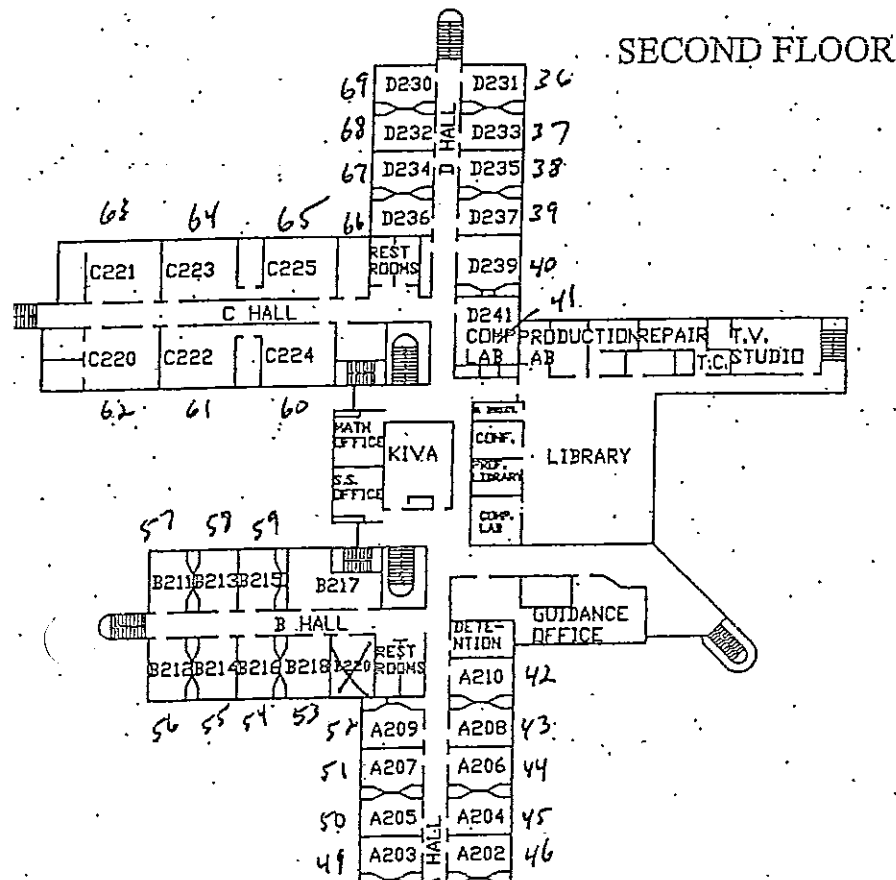 SECOND FLOOR
69 D230 D231 36
68 D232 D233 37
D HALL
67 D234 D235 38
66 D236 D237 39
63 64 65
REST ROOMS
D239 40
C221 C223 C225
D241 41
C HALL
COMP LAB
PRODUCTION
LAB
REPAIR
T.V. STUDIO
T.C.
C220 C222 C224
62 61 60
MATH OFFICE
KIVA
CONF.
LIBRARY
S.S. OFFICE
PROF. LIBRARY
COMP. LAB
57 58 59
B211 B213 B215 B217
B HALL
GUIDANCE OFFICE
DETE-
NTION
B212 B214 B216 B218 B220
REST ROOMS
A210 42
56 55 54 53
52 A209 A208 43
51 A207 A206 44
50 A205 A204 45
HALL
49 A203 A202 46